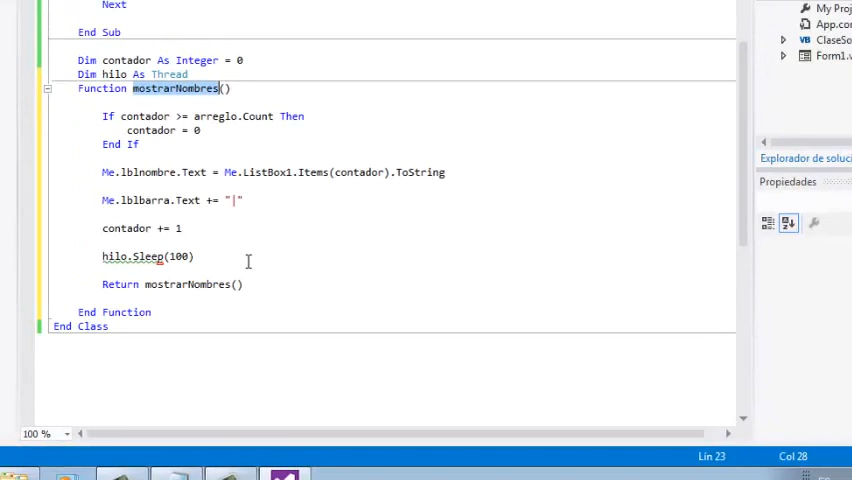 Next
End Sub
Dim contador As Integer = 0
Dim hilo As Thread
Function mostrarNombres()
If contador >= arreglo.Count Then
contador = 0
End If
Me.lblnombre.Text = Me.ListBox1.Items(contador).ToString
Me.lblbarra.Text += "|"
contador += 1
hilo.Sleep(100)
Return mostrarNombres()
End Function
End Class
100 %
Lín 23
Col 28
My Proj
App.con
VB ClaseSo
Form1.v
Explorador de soluci
Propiedades